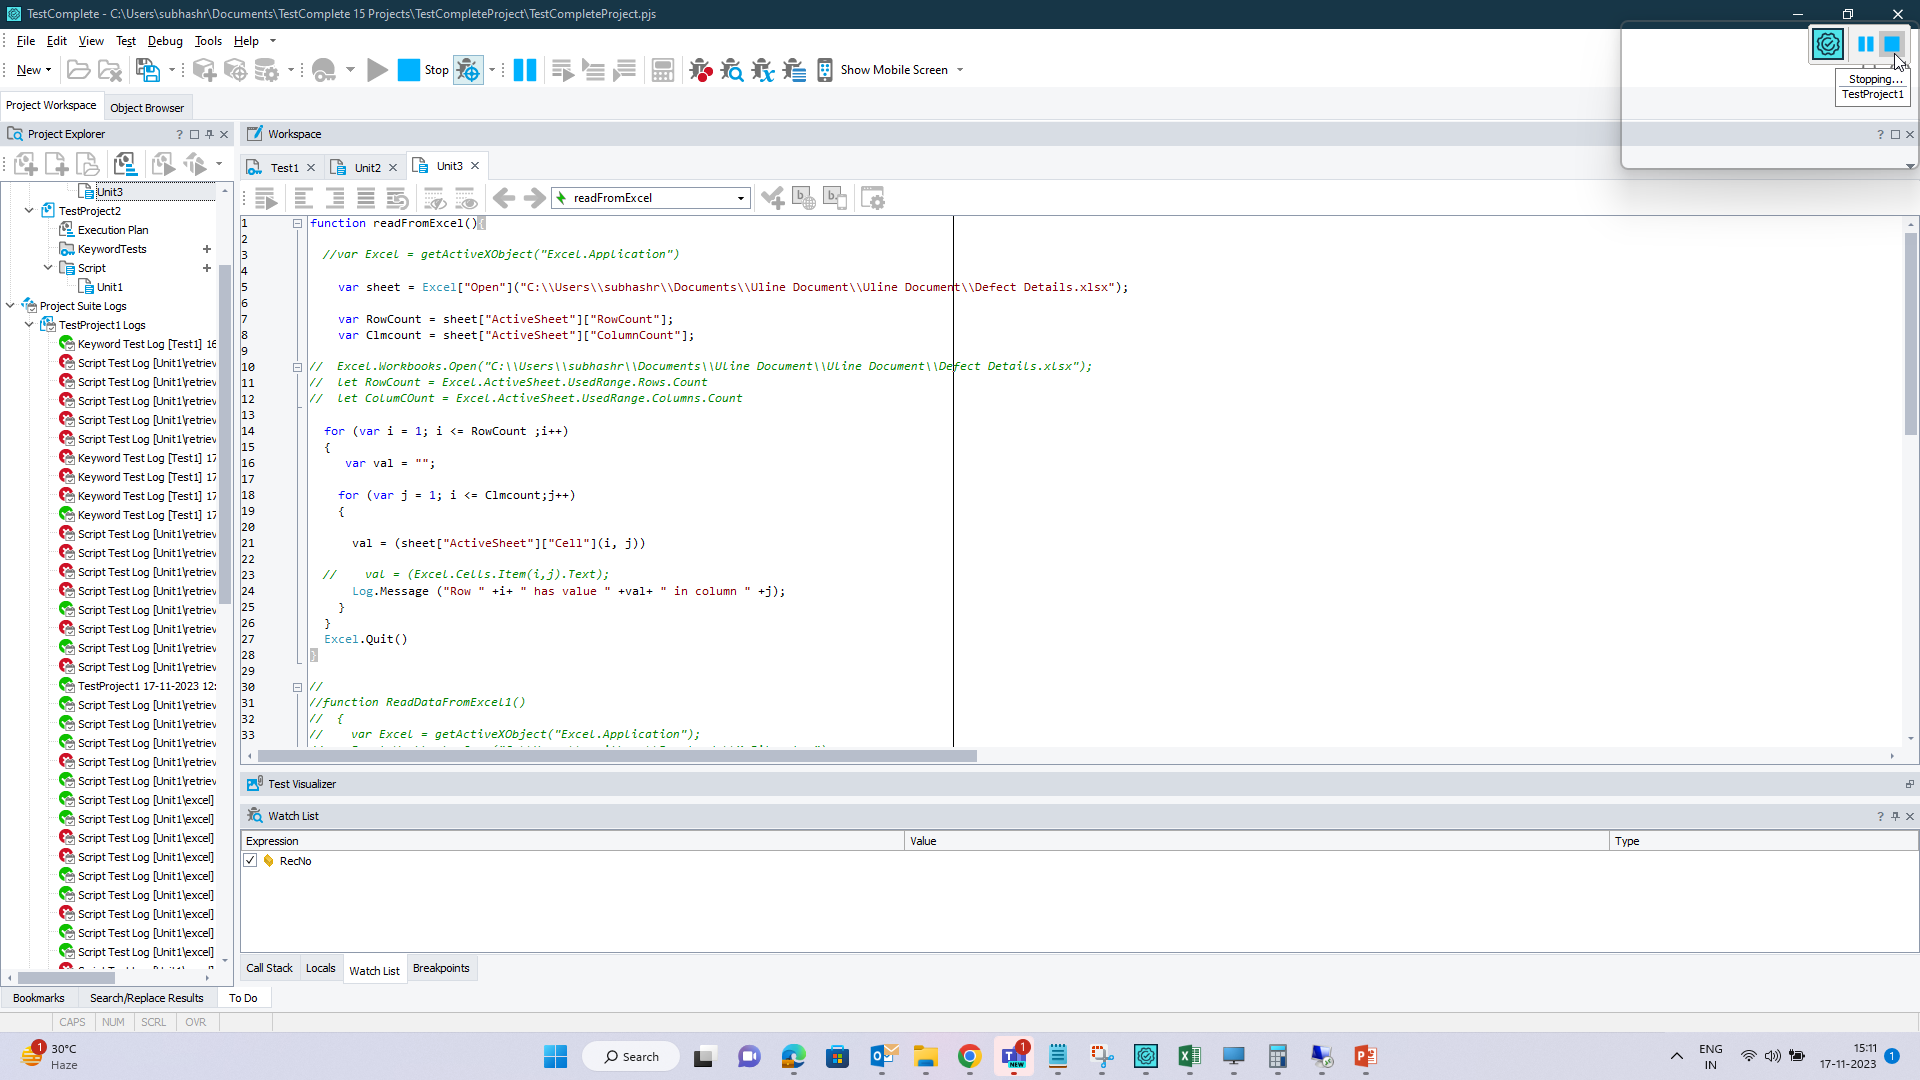 TestComplete - C:\Users\subhashr\Documents\TestComplete 15 Projects\TestCompleteProject\TestCompleteProject.pjs
File Edit View Test Debug Tools Help
New Stop Show Mobile Screen
Stopping...
TestProject1
Project Workspace Object Browser
Project Explorer
Workspace
Test1 Unit2 Unit3
readFromExcel
Unit3
TestProject2
Execution Plan
KeywordTests
Script
Unit1
Project Suite Logs
TestProject1 Logs
Keyword Test Log [Test1] 16
Script Test Log [Unit1\retriev
Script Test Log [Unit1\retriev
Script Test Log [Unit1\retriev
Script Test Log [Unit1\retriev
Script Test Log [Unit1\retriev
Keyword Test Log [Test1] 17
Keyword Test Log [Test1] 17
Keyword Test Log [Test1] 17
Keyword Test Log [Test1] 17
Script Test Log [Unit1\retriev
Script Test Log [Unit1\retriev
Script Test Log [Unit1\retriev
Script Test Log [Unit1\retriev
Script Test Log [Unit1\retriev
Script Test Log [Unit1\retriev
Script Test Log [Unit1\retriev
Script Test Log [Unit1\retriev
TestProject1 17-11-2023 12:
Script Test Log [Unit1\retriev
Script Test Log [Unit1\retriev
Script Test Log [Unit1\retriev
Script Test Log [Unit1\retriev
Script Test Log [Unit1\retriev
Script Test Log [Unit1\excel]
Script Test Log [Unit1\excel]
Script Test Log [Unit1\excel]
Script Test Log [Unit1\excel]
Script Test Log [Unit1\excel]
Script Test Log [Unit1\excel]
Script Test Log [Unit1\excel]
Script Test Log [Unit1\excel]
Script Test Log [Unit1\excel]
1 function readFromExcel(){
2
3 //var Excel = getActiveXObject("Excel.Application")
4
5 var sheet = Excel["Open"]("C:\\Users\\subhashr\\Documents\\Uline Document\\Uline Document\\Defect Details.xlsx");
6
7 var RowCount = sheet["ActiveSheet"]["RowCount"];
8 var Clmcount = sheet["ActiveSheet"]["ColumnCount"];
9
10 // Excel.Workbooks.Open("C:\\Users\\subhashr\\Documents\\Uline Document\\Uline Document\\Defect Details.xlsx");
11 // let RowCount = Excel.ActiveSheet.UsedRange.Rows.Count
12 // let ColumCOunt = Excel.ActiveSheet.UsedRange.Columns.Count
13
14 for (var i = 1; i <= RowCount ;i++)
15 {
16 var val = "";
17
18 for (var j = 1; i <= Clmcount;j++)
19 {
20
21 val = (sheet["ActiveSheet"]["Cell"](i, j))
22
23 // val = (Excel.Cells.Item(i,j).Text);
24 Log.Message ("Row " +i+ " has value " +val+ " in column " +j);
25 }
26 }
27 Excel.Quit()
28 }
29
30 //
31 //function ReadDataFromExcel1()
32 // {
33 // var Excel = getActiveXObject("Excel.Application");
Test Visualizer
Watch List
Expression Value Type
RecNo
Call Stack Locals Watch List Breakpoints
Bookmarks Search/Replace Results To Do
CAPS NUM SCRL OVR
1 30°C
Haze
Search
1
NEW
ENG
IN
15:11
17-11-2023
1